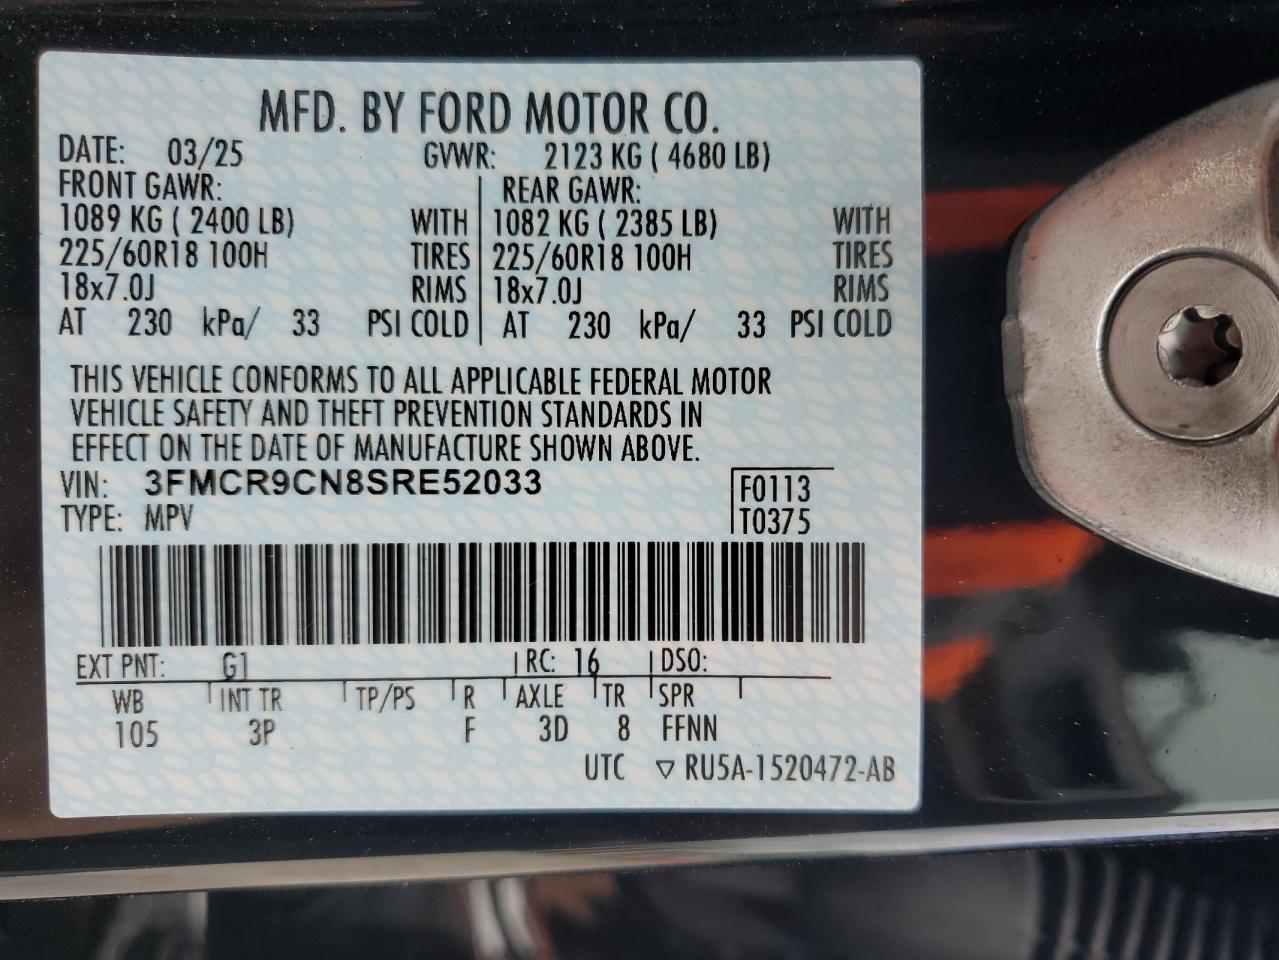 MFD. BY FORD MOTOR CO.
DATE: 03/25 GVWR: 2123 KG ( 4680 LB)
FRONT GAWR: REAR GAWR:
1089 KG ( 2400 LB) WITH 1082 KG ( 2385 LB) WITH
225/60R18 100H TIRES 225/60R18 100H TIRES
18x7.0J RIMS 18x7.0J RIMS
AT 230 kPa/ 33 PSI COLD AT 230 kPa/ 33 PSI COLD
THIS VEHICLE CONFORMS TO ALL APPLICABLE FEDERAL MOTOR
VEHICLE SAFETY AND THEFT PREVENTION STANDARDS IN
EFFECT ON THE DATE OF MANUFACTURE SHOWN ABOVE.
VIN: 3FMCR9CN8SRE52033 F0113
TYPE: MPV T0375
EXT PNT: G1 RC: 16 DSO:
WB INT TR TP/PS R AXLE TR SPR
105 3P F 3D 8 FFNN
UTC ▽ RU5A-1520472-AB